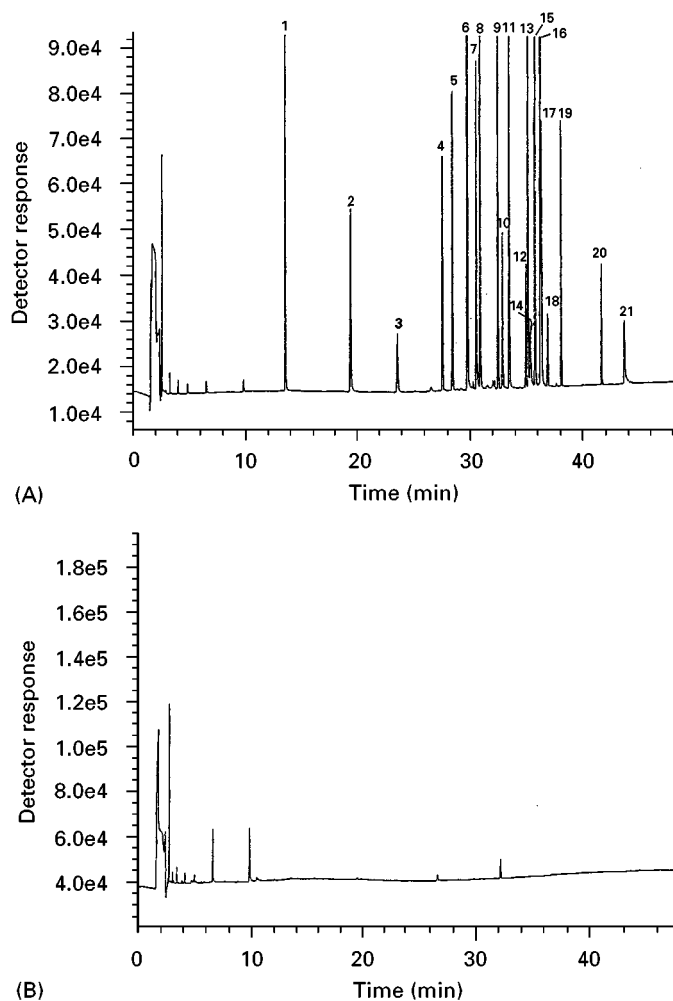 9.0e4
8.0e4
7.0e4
6.0e4
5.0e4
4.0e4
3.0e4
2.0e4
1.0e4
Detector response
1
2
3
4
5
6
7
8
9 11
10
12
13
14
15
16
17 19
18
20
21
0
10
20
30
40
Time (min)
(A)
1.8e5
1.6e5
1.4e5
1.2e5
1.0e5
8.0e4
6.0e4
4.0e4
Detector response
0
10
20
30
40
Time (min)
(B)